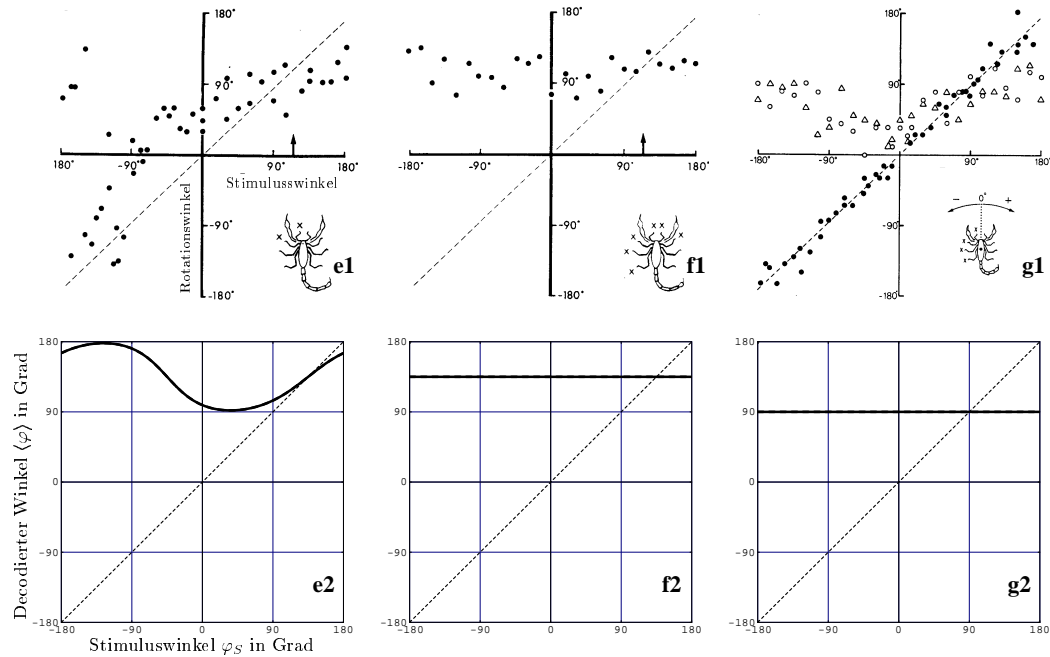 180° 180° 180°
90° 90° 90°
180° -90° 90° 180° -180° -90° 90° 180° -180° -90° 90° 180°
Stimuluswinkel
Rotationswinkel
-90° -90° -90°
− 0° +
x x x x x x x x x x x
e1 f1 g1
-180° -180° -180°
180 180 180
90 90 90
0 0 0
−90 −90 −90
e2 f2 g2
−180 −180 −180
−180 −90 0 90 180 −180 −90 0 90 180 −180 −90 0 90 180
Decodierter Winkel ⟨φ⟩ in Grad
Stimuluswinkel φS in Grad